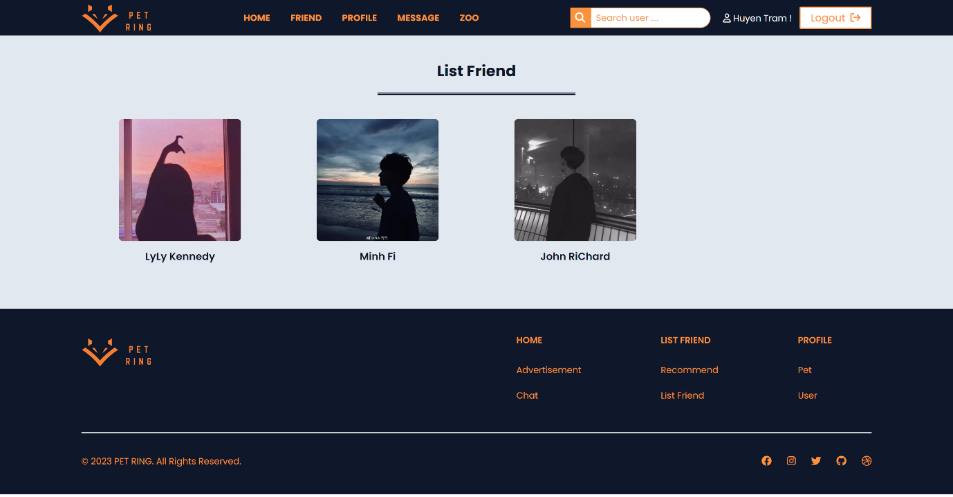 PET
RING
HOME FRIEND PROFILE MESSAGE ZOO
Search user ...
Huyen Tram !
Logout
List Friend
LyLy Kennedy
Minh Fi
John RiChard
PET
RING
HOME LIST FRIEND PROFILE
Advertisement Recommend Pet
Chat List Friend User
© 2023 PET RING. All Rights Reserved.